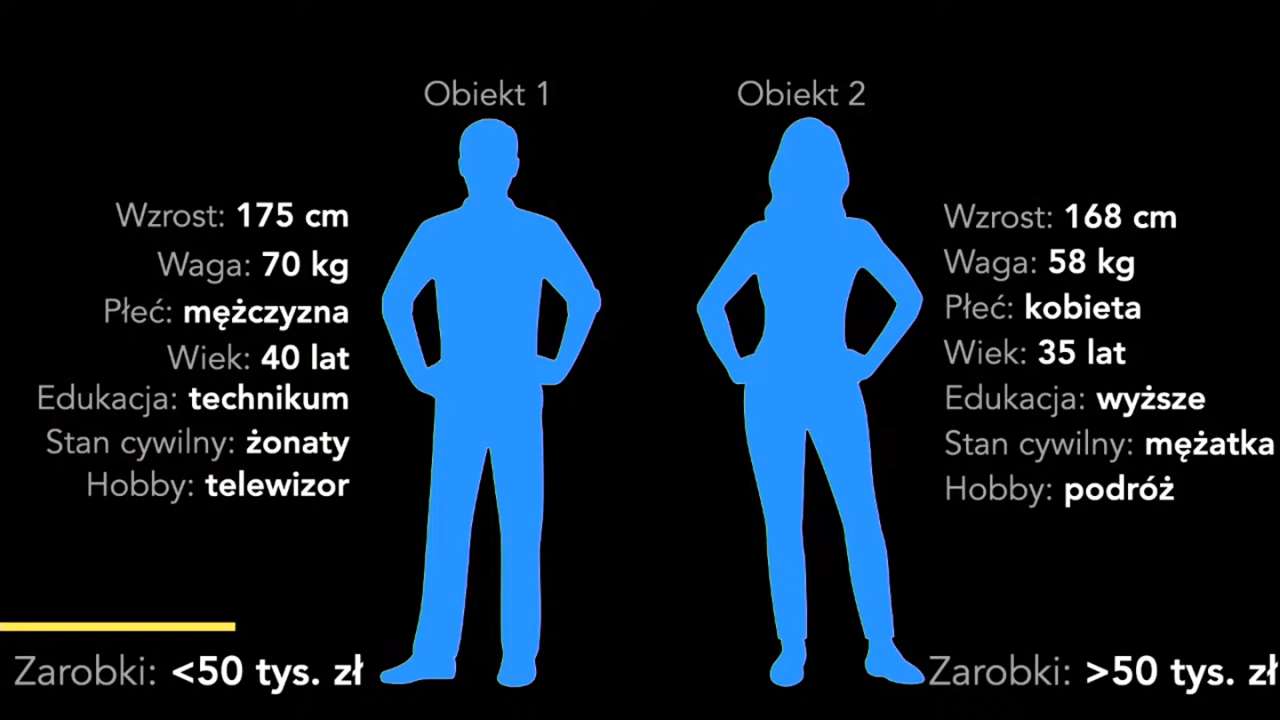 Obiekt 1
Wzrost: 175 cm
Waga: 70 kg
Płeć: mężczyzna
Wiek: 40 lat
Edukacja: technikum
Stan cywilny: żonaty
Hobby: telewizor
Zarobki: <50 tys. zł
Obiekt 2
Wzrost: 168 cm
Waga: 58 kg
Płeć: kobieta
Wiek: 35 lat
Edukacja: wyższe
Stan cywilny: mężatka
Hobby: podróż
Zarobki: >50 tys. zł